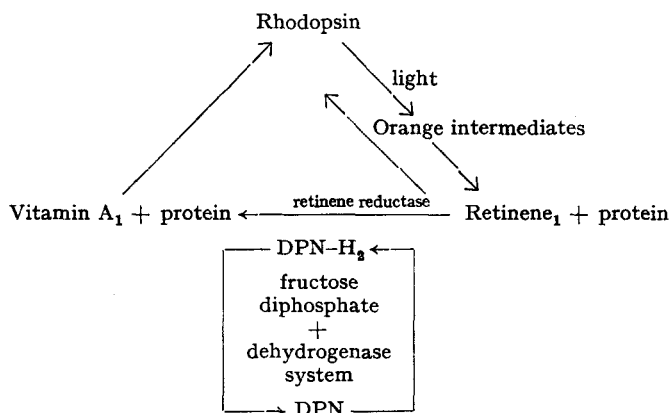 Rhodopsin
light
Orange intermediates
retinene reductase
Vitamin A₁ + protein
Retinene₁ + protein
DPN–H₂
fructose
diphosphate
+
dehydrogenase
system
DPN